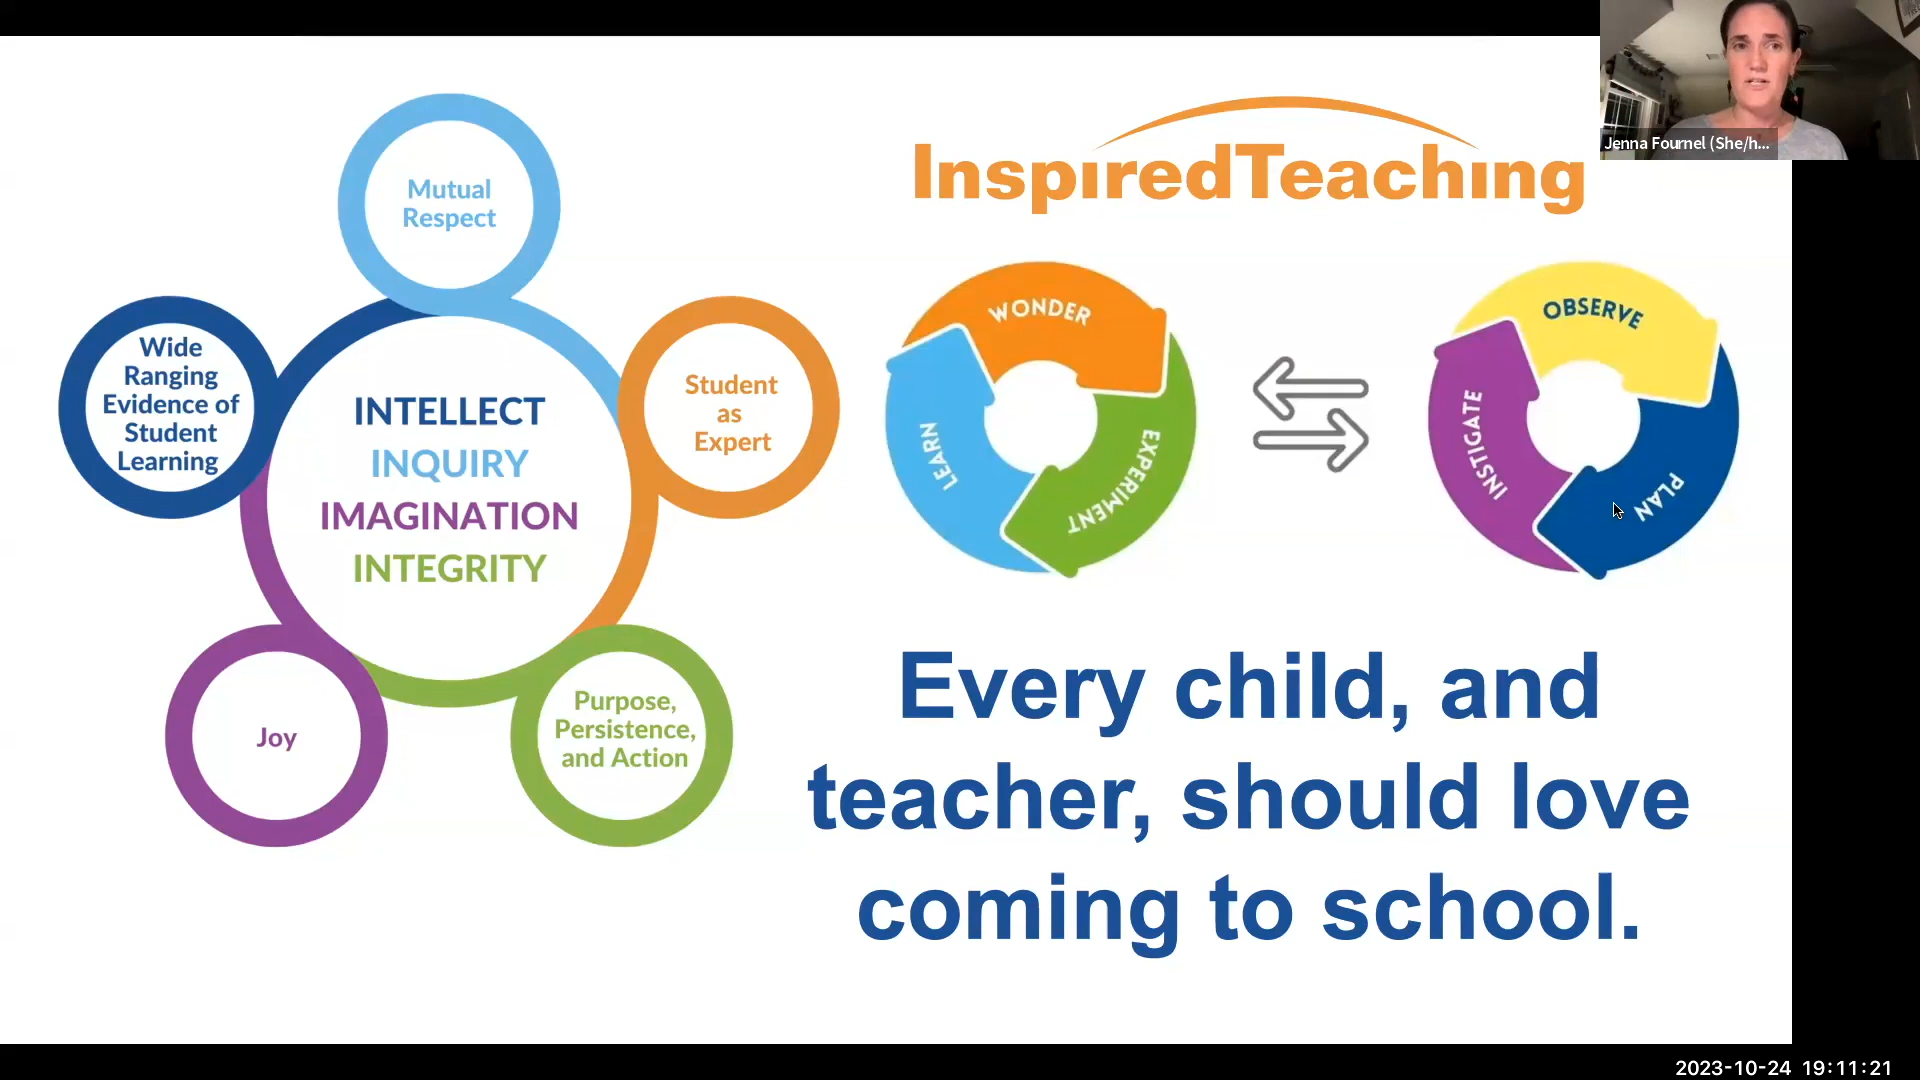 Mutual
Respect
Wide
Ranging
Evidence of
Student
Learning
INTELLECT
INQUIRY
IMAGINATION
INTEGRITY
Student
as
Expert
Joy
Purpose,
Persistence,
and Action
InspiredTeaching
WONDER
EXPERIMENT
LEARN
OBSERVE
PLAN
INSTIGATE
Every child, and
teacher, should love
coming to school.
Jenna Fournel (She/h...
2023-10-24 19:11:21